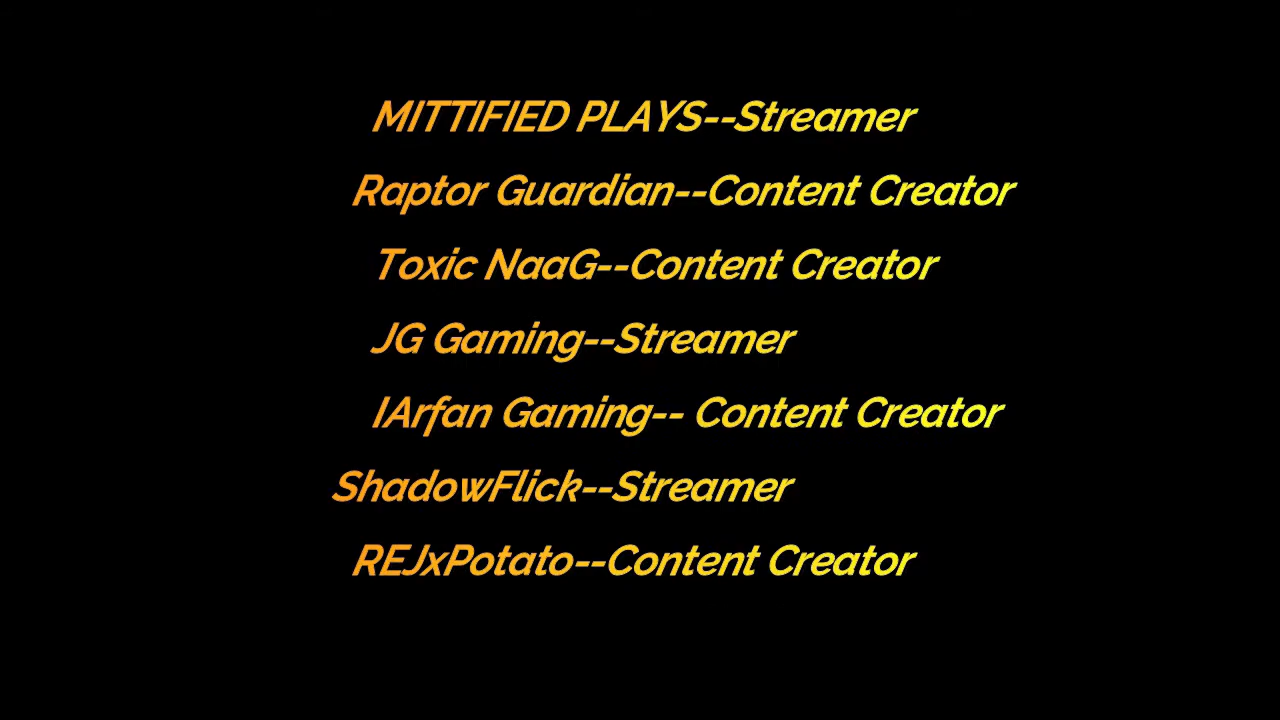 MITTIFIED PLAYS--Streamer
Raptor Guardian--Content Creator
Toxic NaaG--Content Creator
JG Gaming--Streamer
IArfan Gaming-- Content Creator
ShadowFlick--Streamer
REJxPotato--Content Creator